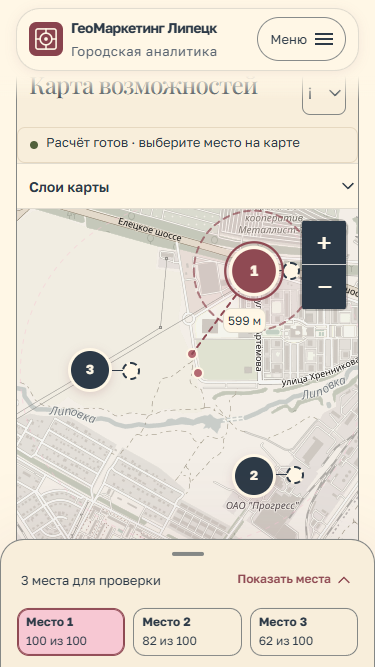 ГеоМаркетинг Липецк
Городская аналитика
Меню
Карта возможностей
Расчёт готов · выберите место на карте
Слои карты
кооператив
Металлист
Елецкое шоссе
1
+
−
599 м
3
улица Хренникова
Липовка
Липовка
2
ОАО "Прогресс"
3 места для проверки
Показать места
Место 1
100 из 100
Место 2
82 из 100
Место 3
62 из 100